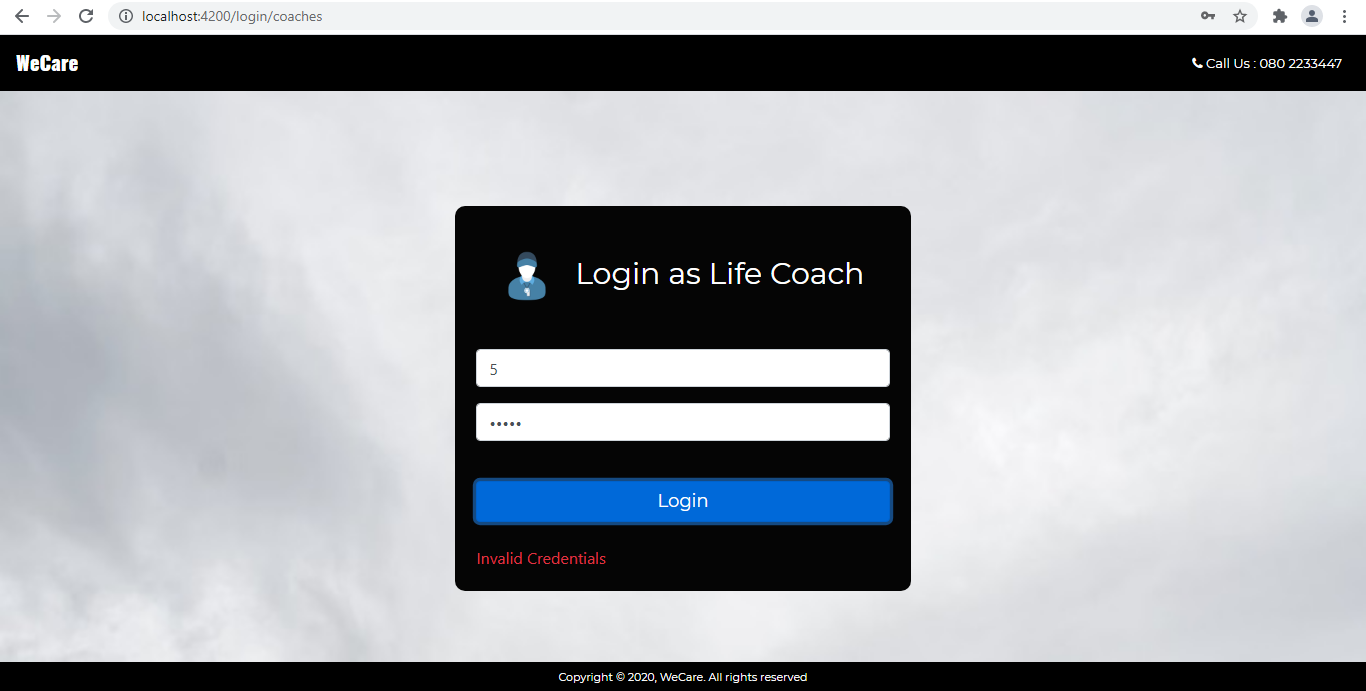 localhost:4200/login/coaches
WeCare
Call Us : 080 2233447
Login as Life Coach
5
•••••
Login
Invalid Credentials
Copyright © 2020, WeCare. All rights reserved